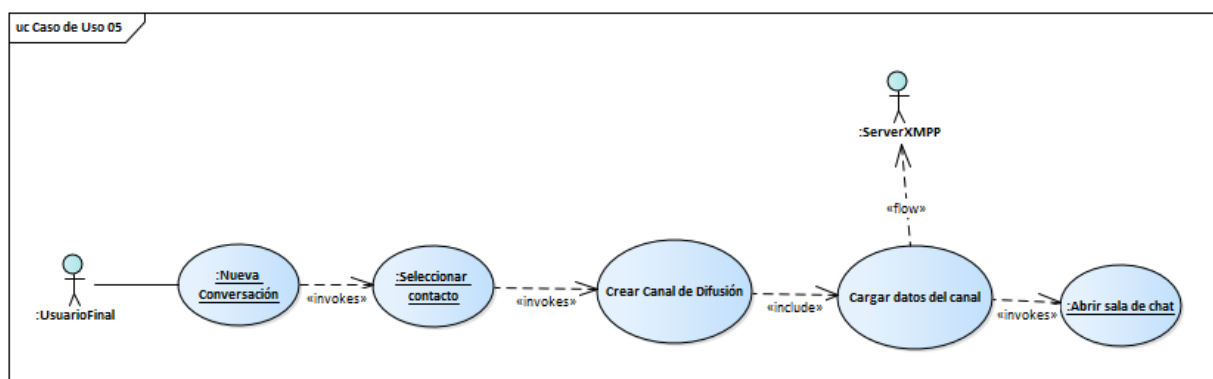 uc Caso de Uso 05
:ServerXMPP
«flow»
:UsuarioFinal
:Nueva
Conversación
«invokes»
:Seleccionar
contacto
«invokes»
Crear Canal de Difusión
«include»
Cargar datos del canal
«invokes»
:Abrir sala de chat